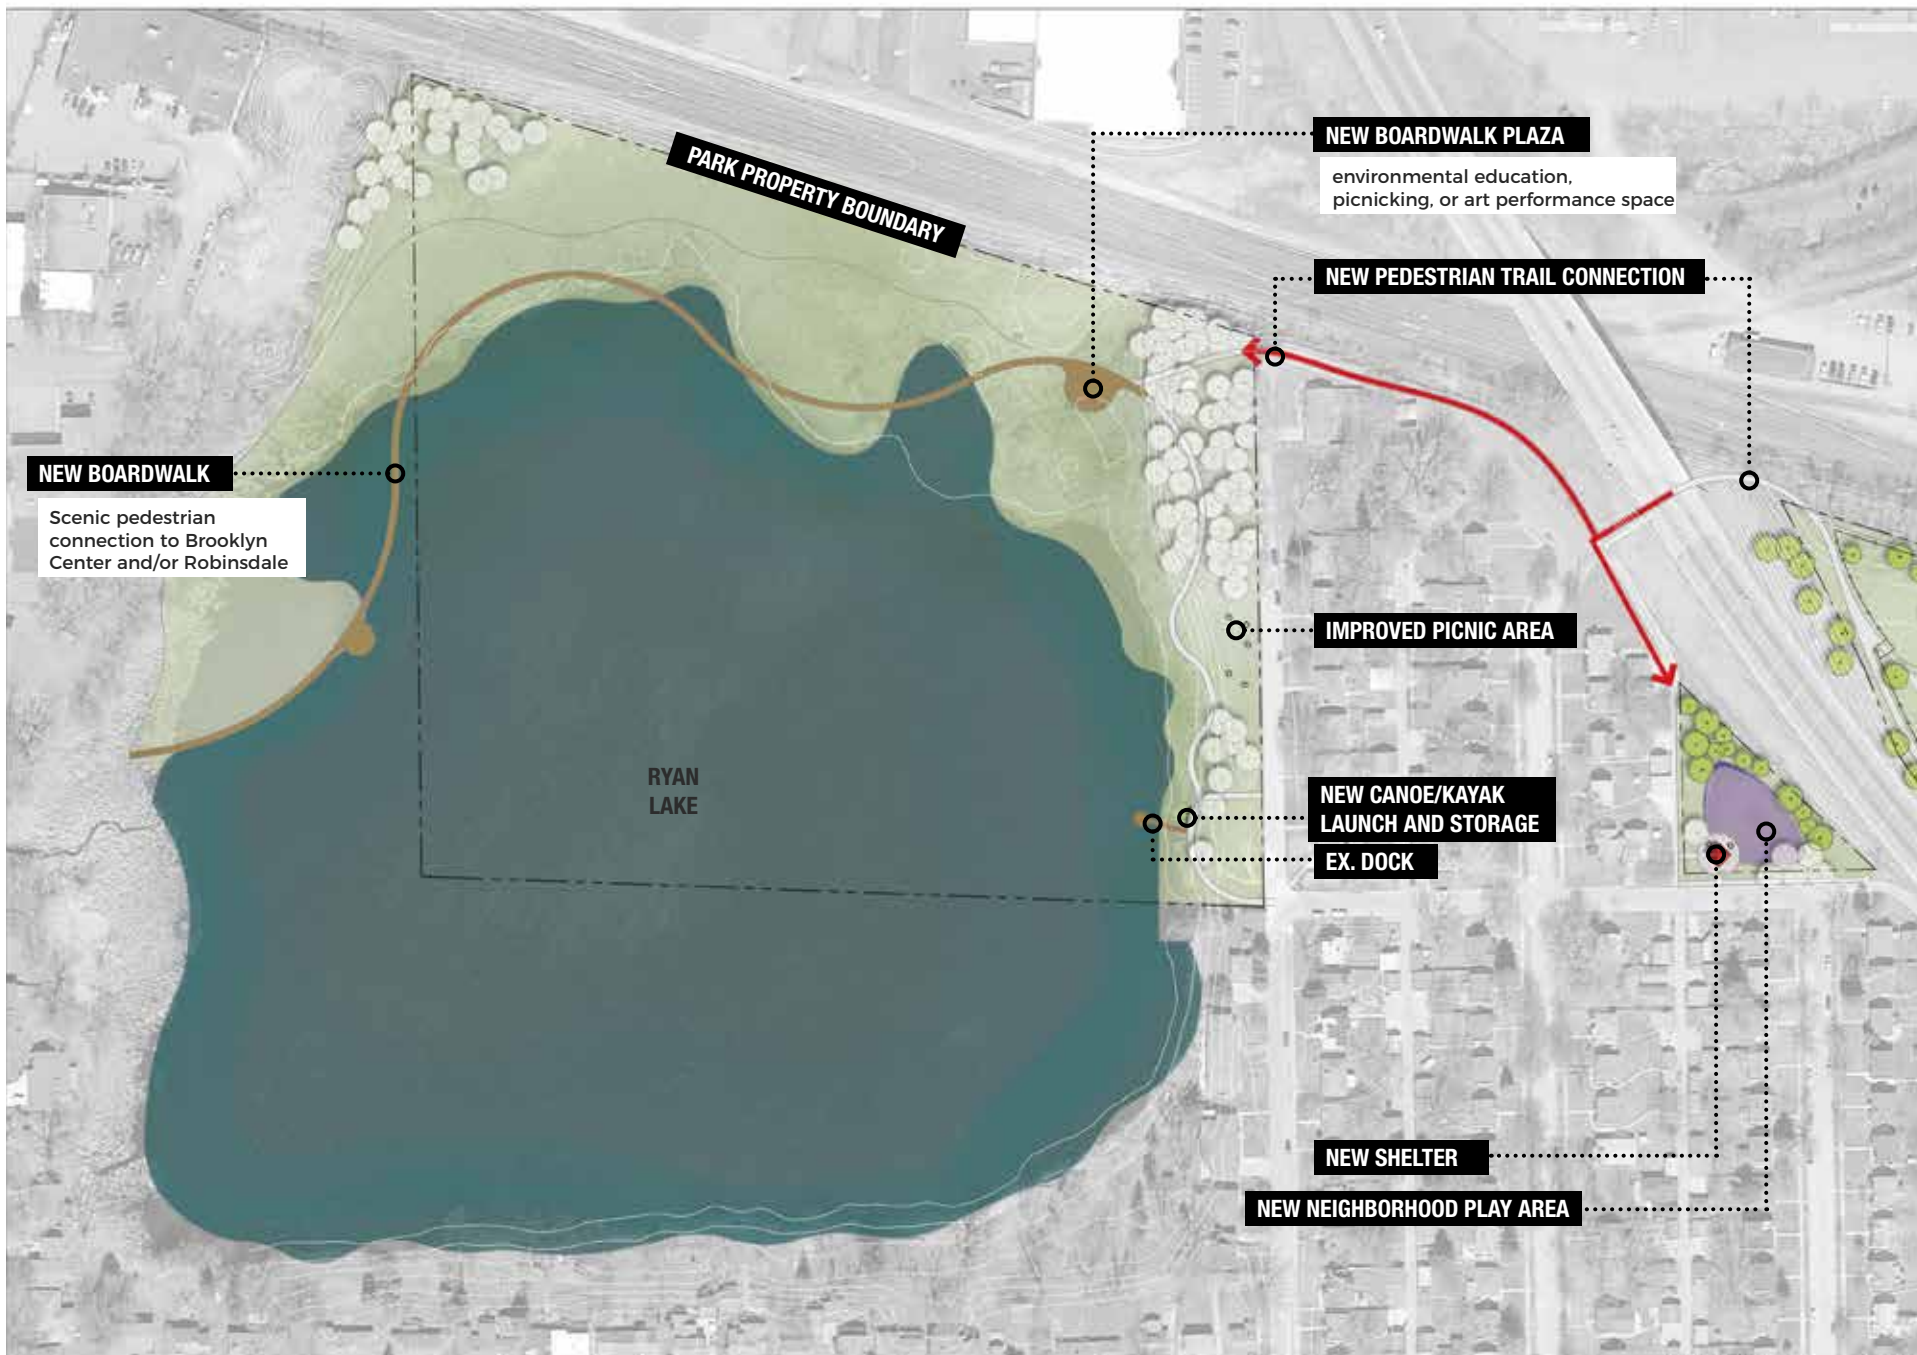 NEW BOARDWALK PLAZA
environmental education,
picnicking, or art performance space
PARK PROPERTY BOUNDARY
NEW PEDESTRIAN TRAIL CONNECTION
NEW BOARDWALK
Scenic pedestrian
connection to Brooklyn
Center and/or Robinsdale
IMPROVED PICNIC AREA
RYAN
LAKE
NEW CANOE/KAYAK
LAUNCH AND STORAGE
EX. DOCK
NEW SHELTER
NEW NEIGHBORHOOD PLAY AREA